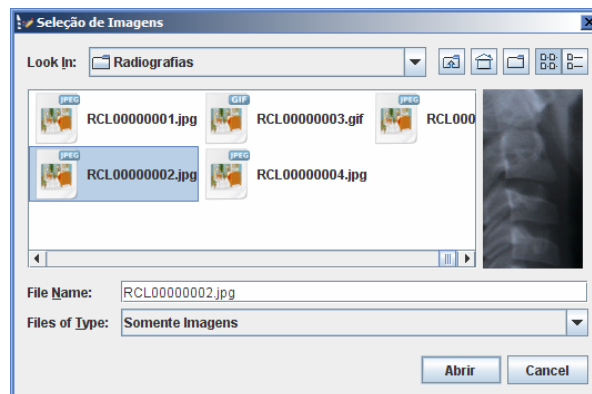 Seleção de Imagens
Look In: Radiografias
JPEG GIF JPEG
RCL00000001.jpg RCL00000003.gif RCL000
JPEG JPEG
RCL00000002.jpg RCL00000004.jpg
File Name: RCL00000002.jpg
Files of Type: Somente Imagens
Abrir Cancel